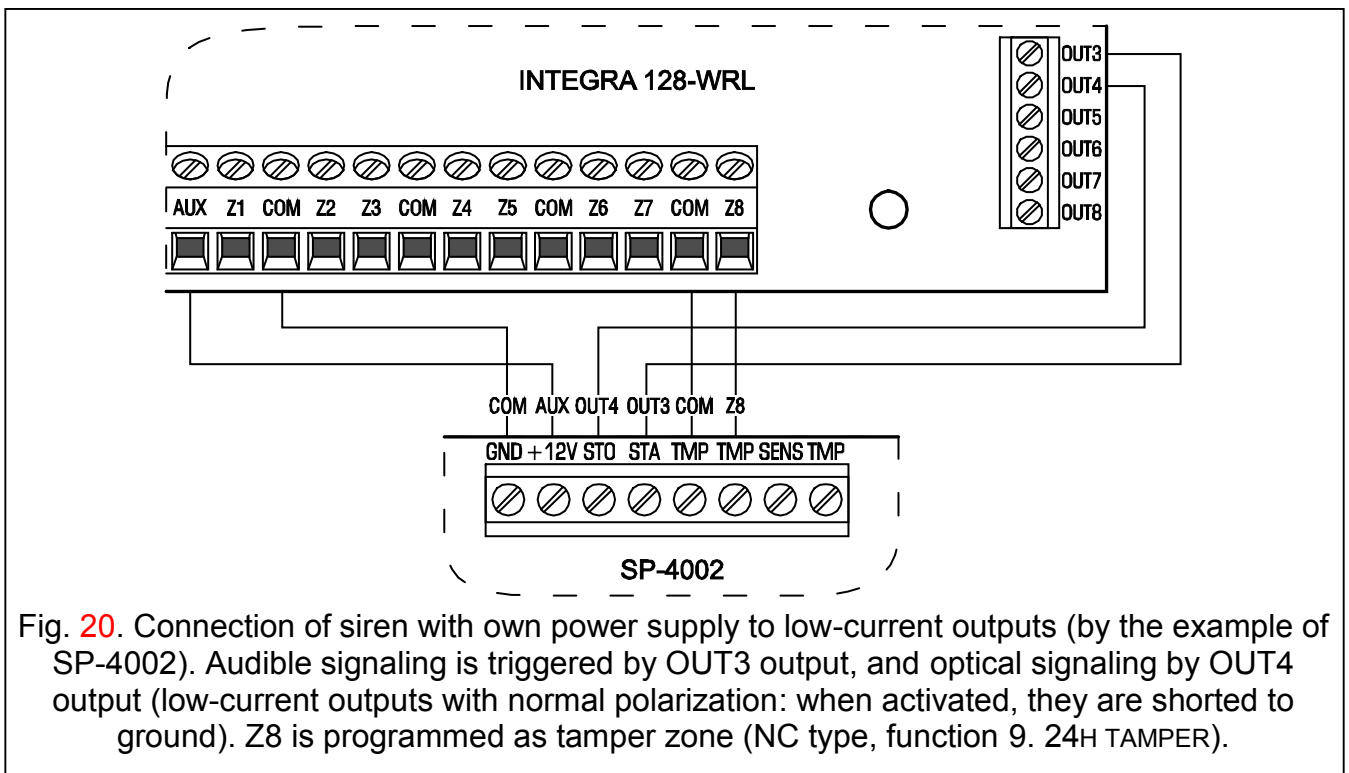 INTEGRA 128-WRL
OUT3
OUT4
OUT5
OUT6
OUT7
OUT8
AUX Z1 COM Z2 Z3 COM Z4 Z5 COM Z6 Z7 COM Z8
COM AUX OUT4 OUT3 COM Z8
GND +12V STO STA TMP TMP SENS TMP
SP-4002
Fig. 20. Connection of siren with own power supply to low-current outputs (by the example of
SP-4002). Audible signaling is triggered by OUT3 output, and optical signaling by OUT4
output (low-current outputs with normal polarization: when activated, they are shorted to
ground). Z8 is programmed as tamper zone (NC type, function 9. 24H TAMPER).